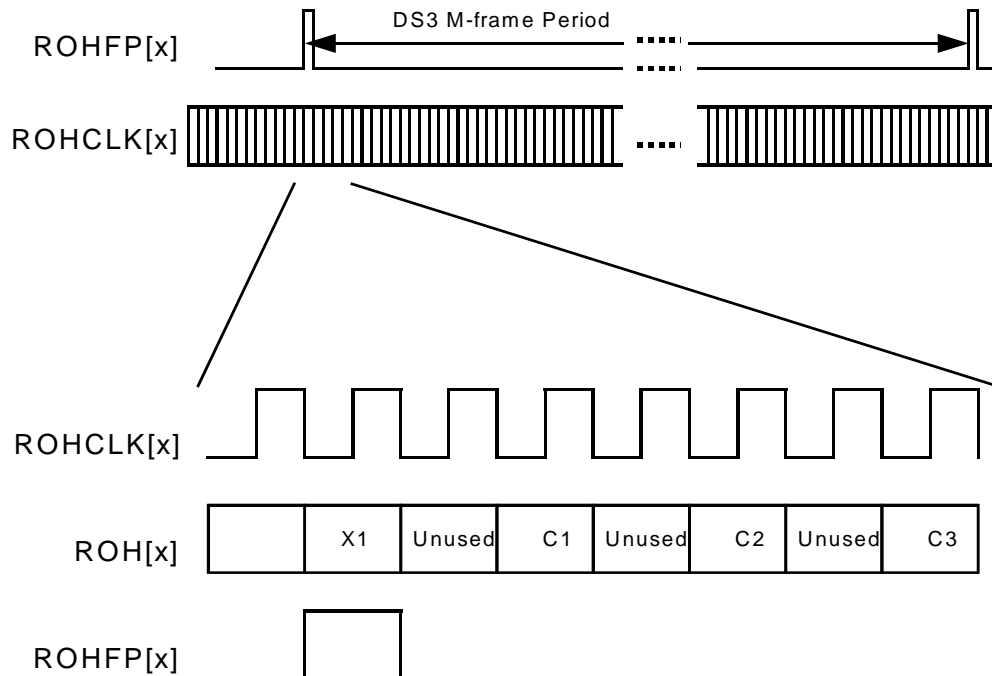 DS3 M-frame Period
ROHFP[x]
ROHCLK[x]
ROHCLK[x]
ROH[x] X1 Unused C1 Unused C2 Unused C3
ROHFP[x]